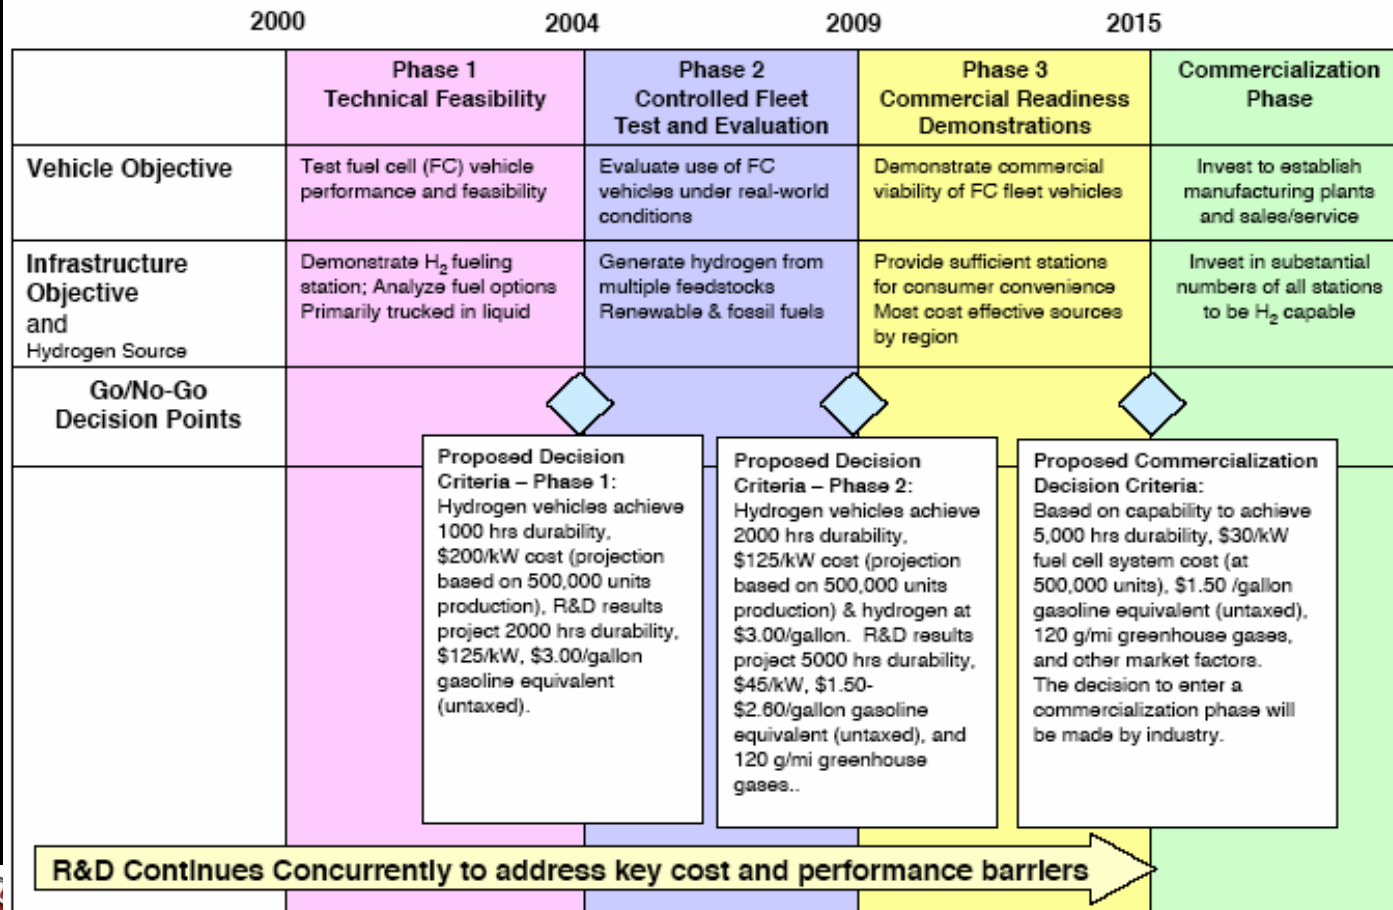 2000
2004
2009
2015
Phase 1
Technical Feasibility
Phase 2
Controlled Fleet
Test and Evaluation
Phase 3
Commercial Readiness
Demonstrations
Commercialization
Phase
Vehicle Objective
Test fuel cell (FC) vehicle
performance and feasibility
Evaluate use of FC
vehicles under real-world
conditions
Demonstrate commercial
viability of FC fleet vehicles
Invest to establish
manufacturing plants
and sales/service
Infrastructure
Objective
and
Hydrogen Source
Demonstrate H₂ fueling
station; Analyze fuel options
Primarily trucked in liquid
Generate hydrogen from
multiple feedstocks
Renewable & fossil fuels
Provide sufficient stations
for consumer convenience
Most cost effective sources
by region
Invest in substantial
numbers of all stations
to be H₂ capable
Go/No-Go
Decision Points
Proposed Decision
Criteria – Phase 1:
Hydrogen vehicles achieve
1000 hrs durability,
$200/kW cost (projection
based on 500,000 units
production), R&D results
project 2000 hrs durability,
$125/kW, $3.00/gallon
gasoline equivalent
(untaxed).
Proposed Decision
Criteria – Phase 2:
Hydrogen vehicles achieve
2000 hrs durability,
$125/kW cost (projection
based on 500,000 units
production) & hydrogen at
$3.00/gallon. R&D results
project 5000 hrs durability,
$45/kW, $1.50-
$2.60/gallon gasoline
equivalent (untaxed), and
120 g/mi greenhouse
gases..
Proposed Commercialization
Decision Criteria:
Based on capability to achieve
5,000 hrs durability, $30/kW
fuel cell system cost (at
500,000 units), $1.50 /gallon
gasoline equivalent (untaxed),
120 g/mi greenhouse gases,
and other market factors.
The decision to enter a
commercialization phase will
be made by industry.
R&D Continues Concurrently to address key cost and performance barriers